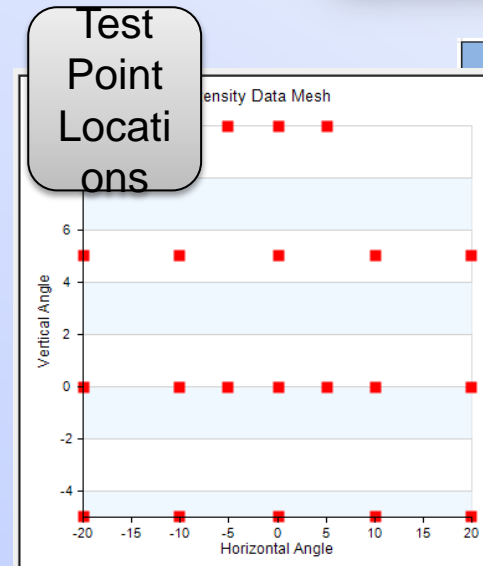 Test
Point
Locati
ons
ensity Data Mesh
6
4
2
0
-2
-4
Vertical Angle
-20 -15 -10 -5 0 5 10 15 20
Horizontal Angle